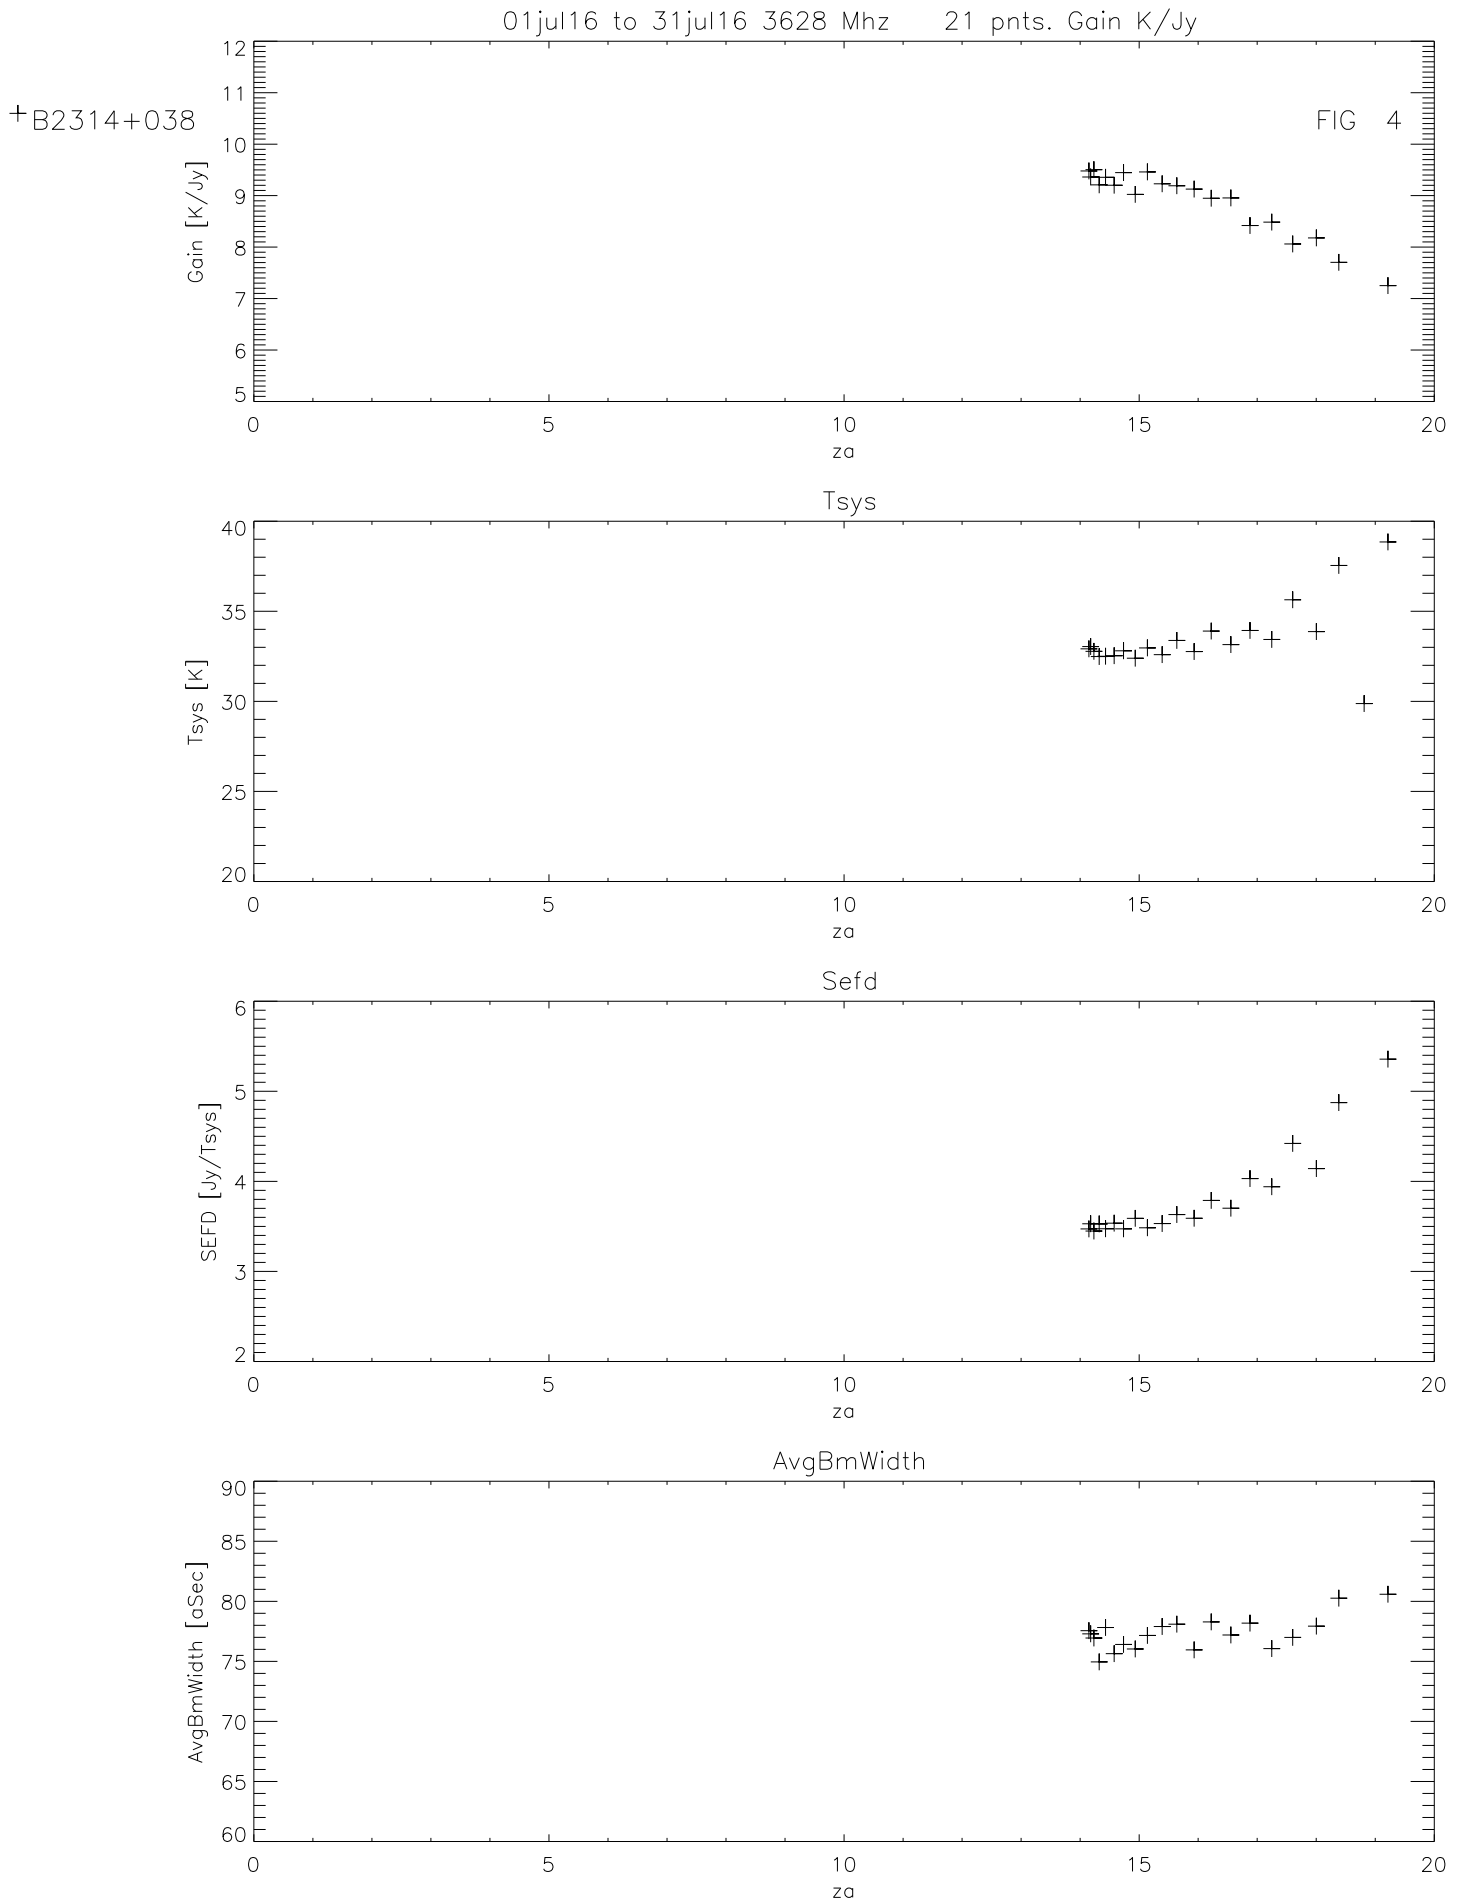 01jul16 to 31jul16 3628 Mhz 21 pnts. Gain K/Jy
+ B2314+038
FIG 4
12
11
10
9
8
7
6
5
Gain [K/Jy]
0 5 10 15 20
za
Tsys
40
35
30
25
20
Tsys [K]
0 5 10 15 20
za
Sefd
6
5
4
3
2
SEFD [Jy/Tsys]
0 5 10 15 20
za
AvgBmWidth
90
85
80
75
70
65
60
AvgBmWidth [aSec]
0 5 10 15 20
za